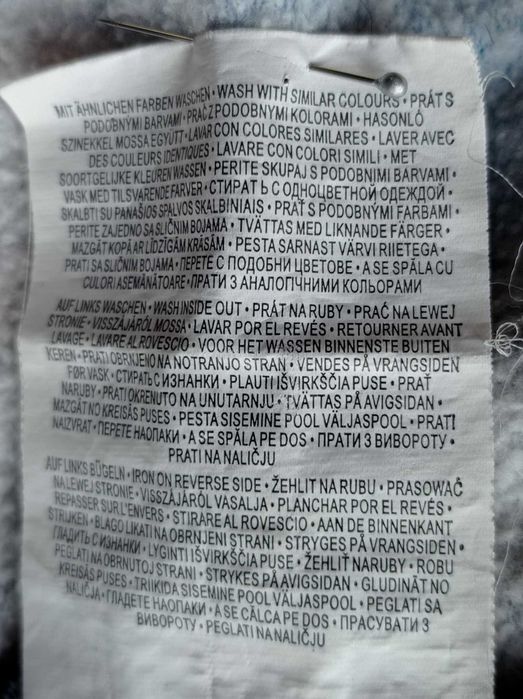 MIT ÄHNLICHEN FARBEN WASCHEN • WASH WITH SIMILAR COLOURS • PRÁT S
PODOBNÝMI BARVAMI • PRAĆ Z PODOBNYMI KOLORAMI • HASONLÓ
SZINEKKEL MOSSA EGYÜTT • LAVAR CON COLORES SIMILARES • LAVER AVEC
DES COULEURS IDENTIQUES • LAVARE CON COLORI SIMILI • MET
SOORTGELIJKE KLEUREN WASSEN • PERITE SKUPAJ S PODOBNIMI BARVAMI •
VASK MED TILSVARENDE FARVER • СТИРАТЬ С ОДНОЦВЕТНОЙ ОДЕЖДОЙ •
SKALBTI SU PANAŠIOS SPALVOS SKALBINIAIS • PRAŤ S PODOBNÝMI FARBAMI •
PERITE ZAJEDNO SA SLIČNIM BOJAMA • TVÄTTAS MED LIKNANDE FÄRGER •
MAZGĀT KOPĀ AR LĪDZĪGĀM KRĀSĀM • PESTA SARNAST VÄRVI RIIETEGA •
PRATI SA SLIČNIM BOJAMA • ПЕРЕТЕ С ПОДОБНИ ЦВЕТОВЕ • A SE SPĂLA CU
CULORI ASEMĂNĂTOARE • ПРАТИ З АНАЛОГІЧНИМИ КОЛЬОРАМИ
AUF LINKS WASCHEN • WASH INSIDE OUT • PRÁT NA RUBY • PRAĆ NA LEWEJ
STRONIE • VISSZÁJÁRÓL MOSSA • LAVAR POR EL REVÉS • RETOURNER AVANT
LAVAGE • LAVARE AL ROVESCIO • VOOR HET WASSEN BINNENSTE BUITEN
KEREN • PRATI OBRNJENO NA NOTRANJO STRAN • VENDES PÅ VRANGSIDEN
FØR VASK • СТИРАТЬ С ИЗНАНКИ • PLAUTI IŠVIRKŠČIA PUSE • PRAŤ
NARUBY • PRATI OKRENUTO NA UNUTARNJU • TVÄTTAS PÅ AVIGSIDAN •
MAZGĀT NO KREISĀS PUSES • PESTA SISEMINE POOL VÄLJASPOOL • PRATI
NAIZVRAT • ПЕРЕТЕ НАОПАКИ • A SE SPĂLA PE DOS • ПРАТИ З ВИВОРОТУ •
PRATI NA NALIČJU
AUF LINKS BÜGELN • IRON ON REVERSE SIDE • ŽEHLIT NA RUBU • PRASOWAĆ
NA LEWEJ STRONIE • VISSZÁJÁRÓL VASALJA • PLANCHAR POR EL REVÉS •
REPASSER SUR L'ENVERS • STIRARE AL ROVESCIO • AAN DE BINNENKANT
STRIJKEN • BLAGO LIKATI NA OBRNJENI STRANI • STRYGES PÅ VRANGSIDEN •
ГЛАДИТЬ С ИЗНАНКИ • LYGINTI IŠVIRKŠČIA PUSE • ŽEHLIŤ NARUBY • ROBU
PEGLATI NA OBRNUTOJ STRANI • STRYKES PÅ AVIGSIDAN • GLUDINĀT NO
KREISĀS PUSES • TRIIKIDA SISEMINE POOL VÄLJASPOOL • PEGLATI SA
NALIČJA • ГЛАДЕТЕ НАОПАКИ • A SE CĂLCA PE DOS • ПРАСУВАТИ З
ВИВОРОТУ • PEGLATI NA NALIČJU